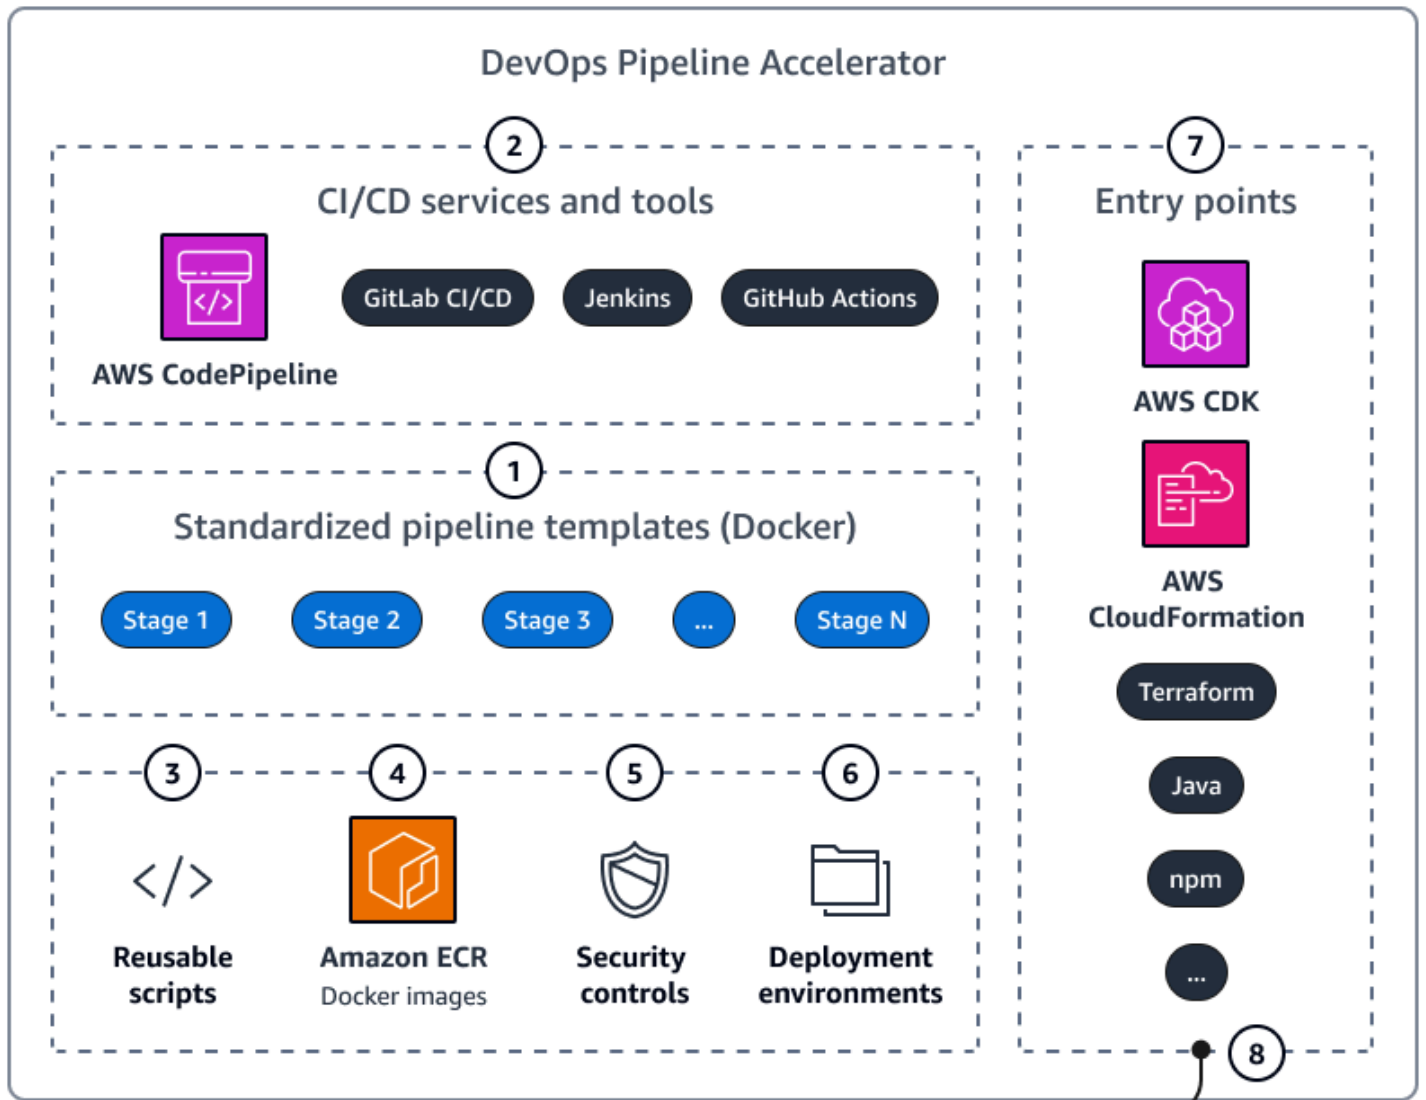 DevOps Pipeline Accelerator
2
CI/CD services and tools
GitLab CI/CD
Jenkins
GitHub Actions
AWS CodePipeline
1
Standardized pipeline templates (Docker)
Stage 1
Stage 2
Stage 3
...
Stage N
3
4
5
6
</>
Reusable
scripts
Amazon ECR
Docker images
Security
controls
Deployment
environments
7
Entry points
AWS CDK
AWS
CloudFormation
Terraform
Java
npm
...
8